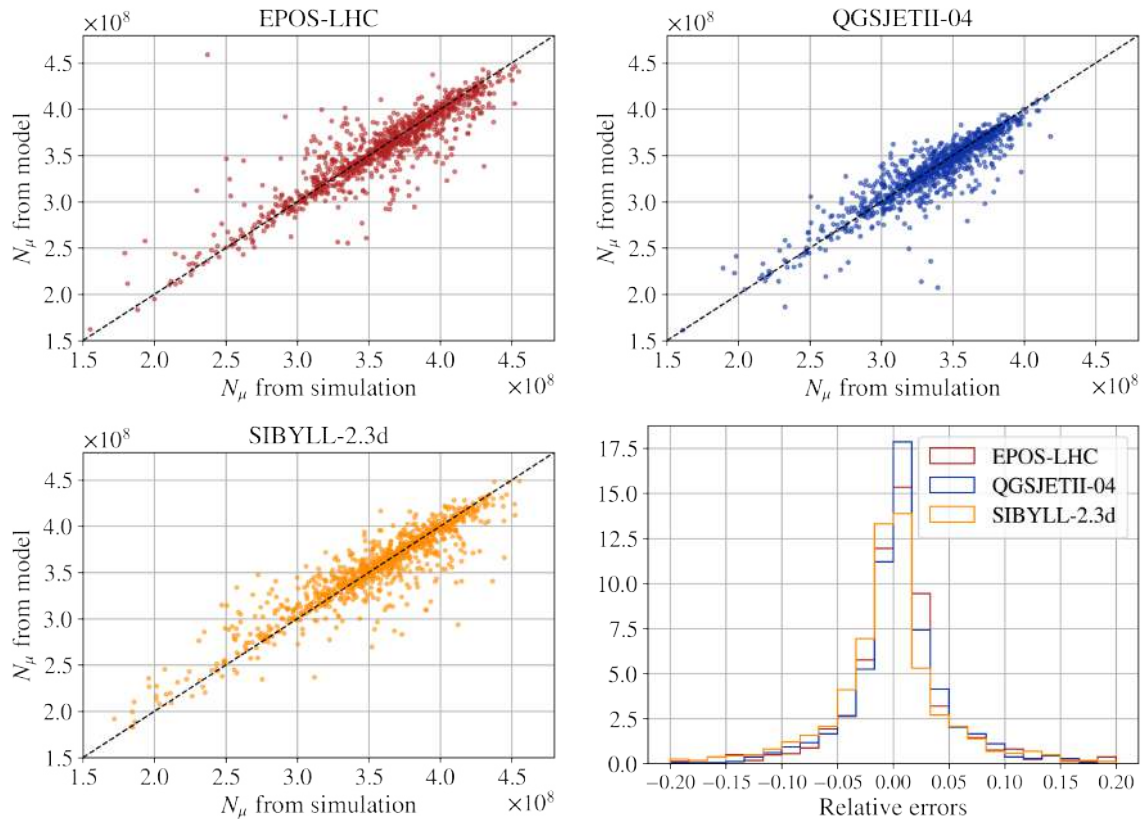 EPOS-LHC
×10⁸
4.5
4.0
3.5
3.0
2.5
2.0
1.5
N_μ from model
1.5 2.0 2.5 3.0 3.5 4.0 4.5
N_μ from simulation
×10⁸
QGSJETII-04
×10⁸
4.5
4.0
3.5
3.0
2.5
2.0
1.5
N_μ from model
1.5 2.0 2.5 3.0 3.5 4.0 4.5
N_μ from simulation
×10⁸
SIBYLL-2.3d
×10⁸
4.5
4.0
3.5
3.0
2.5
2.0
1.5
N_μ from model
1.5 2.0 2.5 3.0 3.5 4.0 4.5
N_μ from simulation
×10⁸
17.5
15.0
12.5
10.0
7.5
5.0
2.5
0.0
EPOS-LHC
QGSJETII-04
SIBYLL-2.3d
−0.20 −0.15 −0.10 −0.05 0.00 0.05 0.10 0.15 0.20
Relative errors